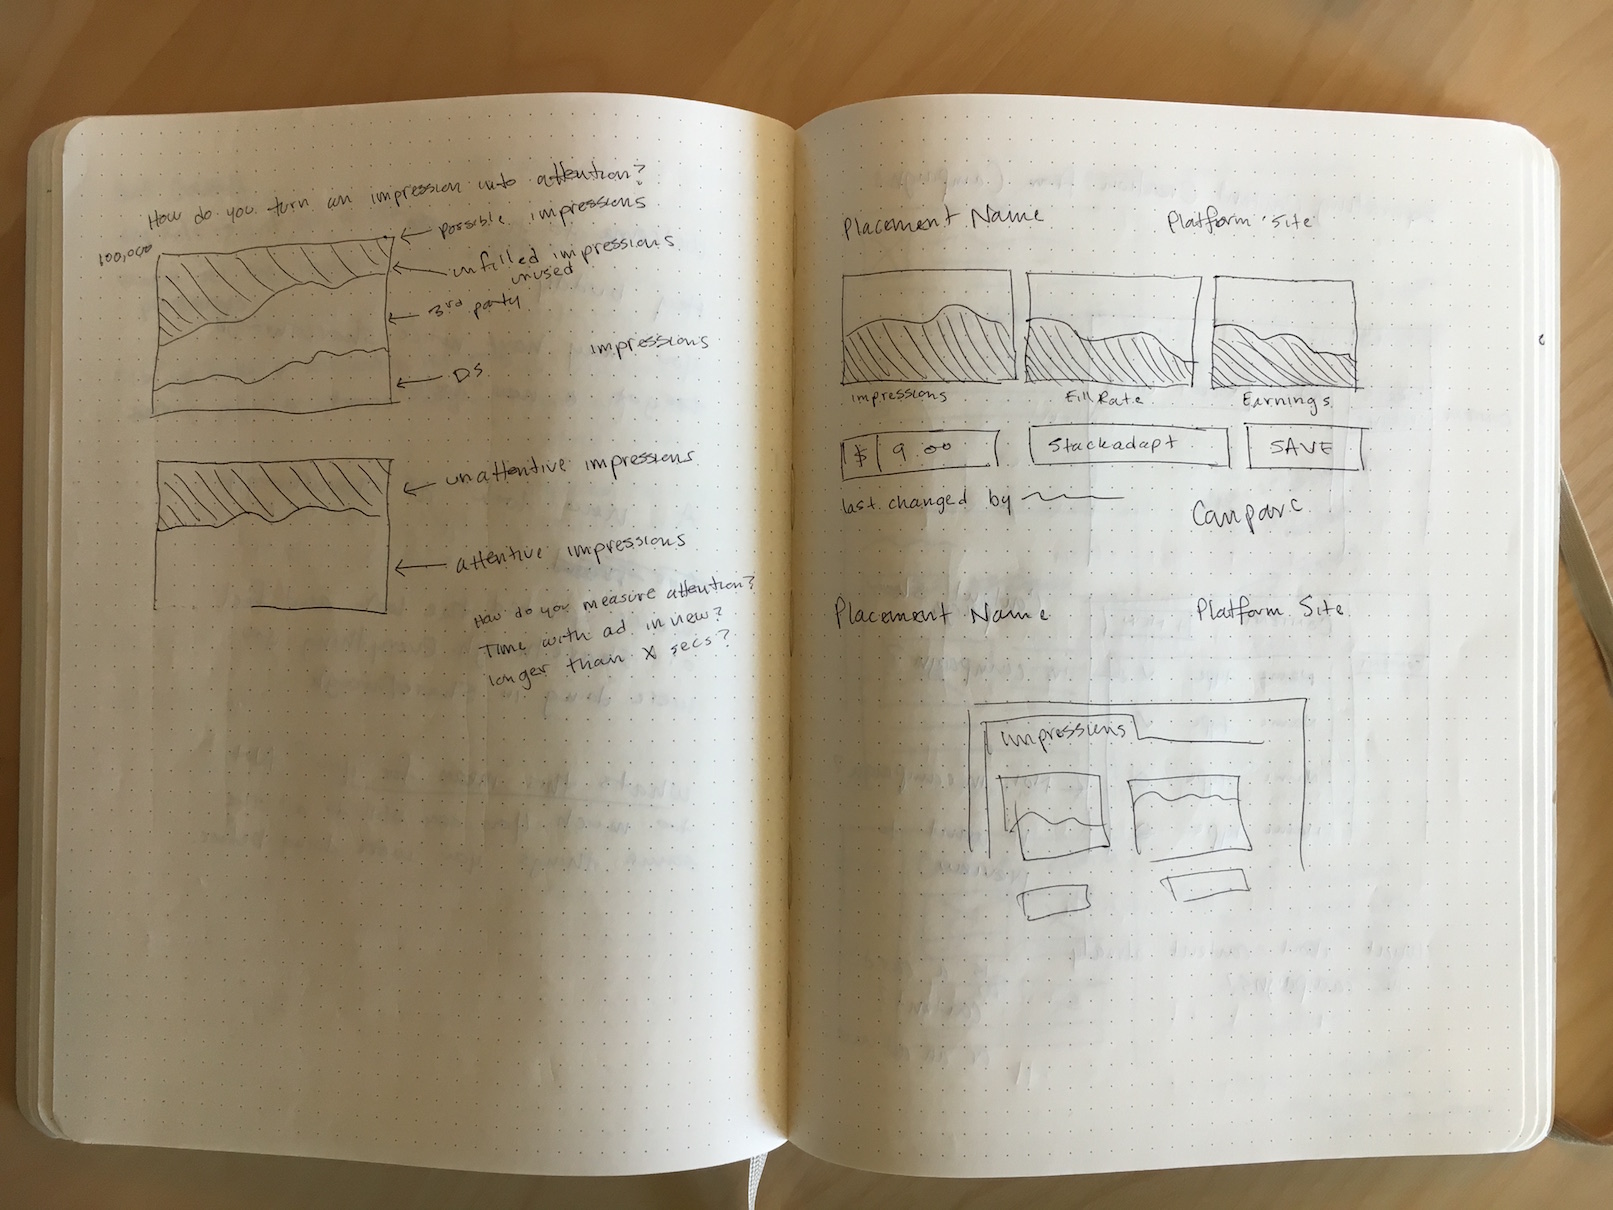 How do you turn an impression into attention?
100,000
possible impressions
unfilled impressions
unused
3rd party
impressions
DS
unattentive impressions
attentive impressions
How do you measure attention?
Time with ad in view?
longer than X secs?
Placement Name
Platform Site
impressions
Fill Rate
Earnings
$ 9.00
Stackadapt
SAVE
last changed by
Compare
Placement Name
Platform Site
impressions